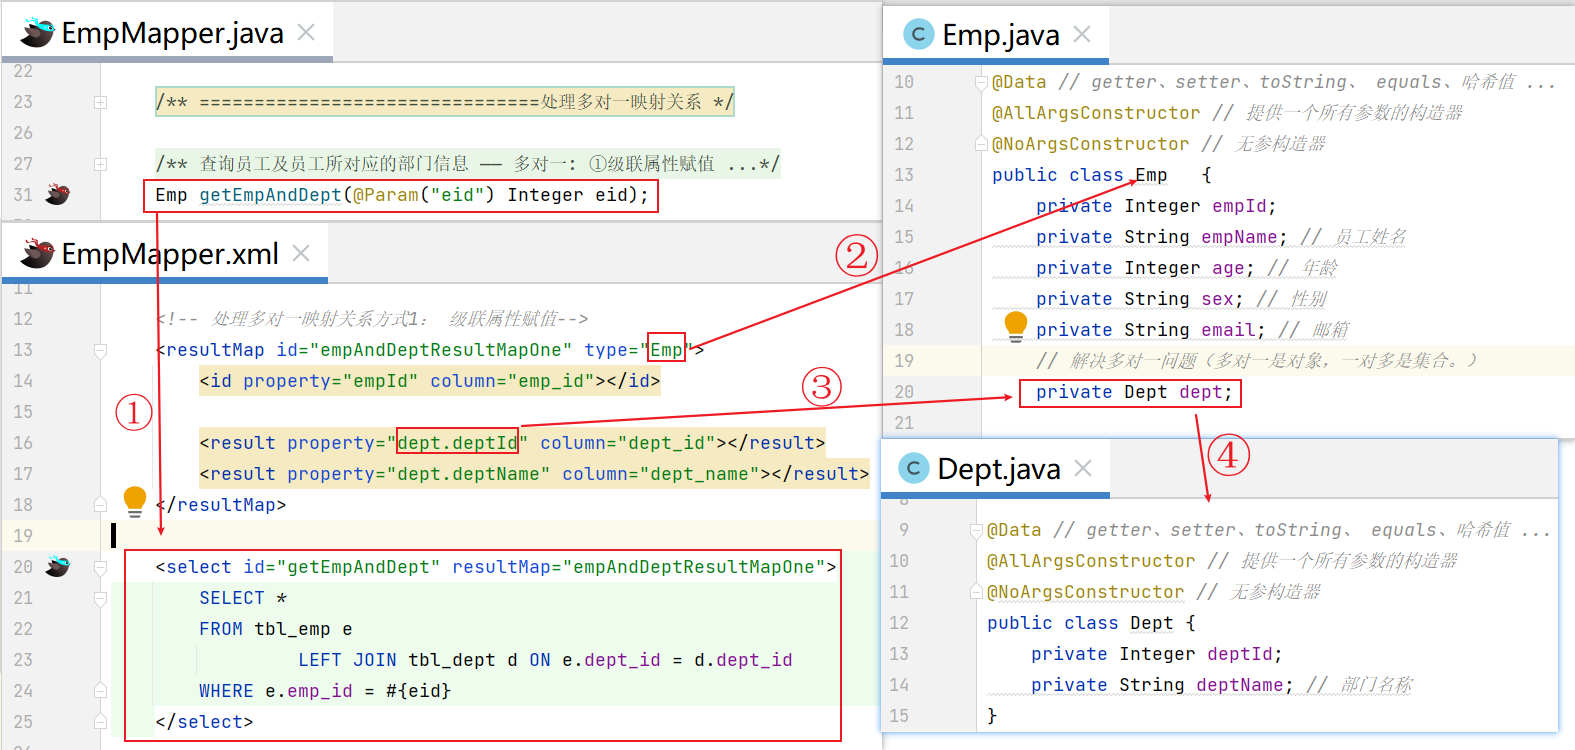 EmpMapper.java
22
23 /** ===============================处理多对一映射关系 */
26
27 /** 查询员工及员工所对应的部门信息 —— 多对一: ①级联属性赋值 ...*/
31 Emp getEmpAndDept(@Param("eid") Integer eid);
EmpMapper.xml
11
12 <!-- 处理多对一映射关系方式1: 级联属性赋值-->
13 <resultMap id="empAndDeptResultMapOne" type="Emp">
14 <id property="empId" column="emp_id"></id>
15
16 <result property="dept.deptId" column="dept_id"></result>
17 <result property="dept.deptName" column="dept_name"></result>
18 </resultMap>
19
20 <select id="getEmpAndDept" resultMap="empAndDeptResultMapOne">
21 SELECT *
22 FROM tbl_emp e
23 LEFT JOIN tbl_dept d ON e.dept_id = d.dept_id
24 WHERE e.emp_id = #{eid}
25 </select>
①
②
③
④
Emp.java
10 @Data // getter、setter、toString、 equals、哈希值 ...
11 @AllArgsConstructor // 提供一个所有参数的构造器
12 @NoArgsConstructor // 无参构造器
13 public class Emp {
14 private Integer empId;
15 private String empName; // 员工姓名
16 private Integer age; // 年龄
17 private String sex; // 性别
18 private String email; // 邮箱
19 // 解决多对一问题（多对一是对象，一对多是集合。）
20 private Dept dept;
21
Dept.java
9 @Data // getter、setter、toString、 equals、哈希值 ...
10 @AllArgsConstructor // 提供一个所有参数的构造器
11 @NoArgsConstructor // 无参构造器
12 public class Dept {
13 private Integer deptId;
14 private String deptName; // 部门名称
15 }